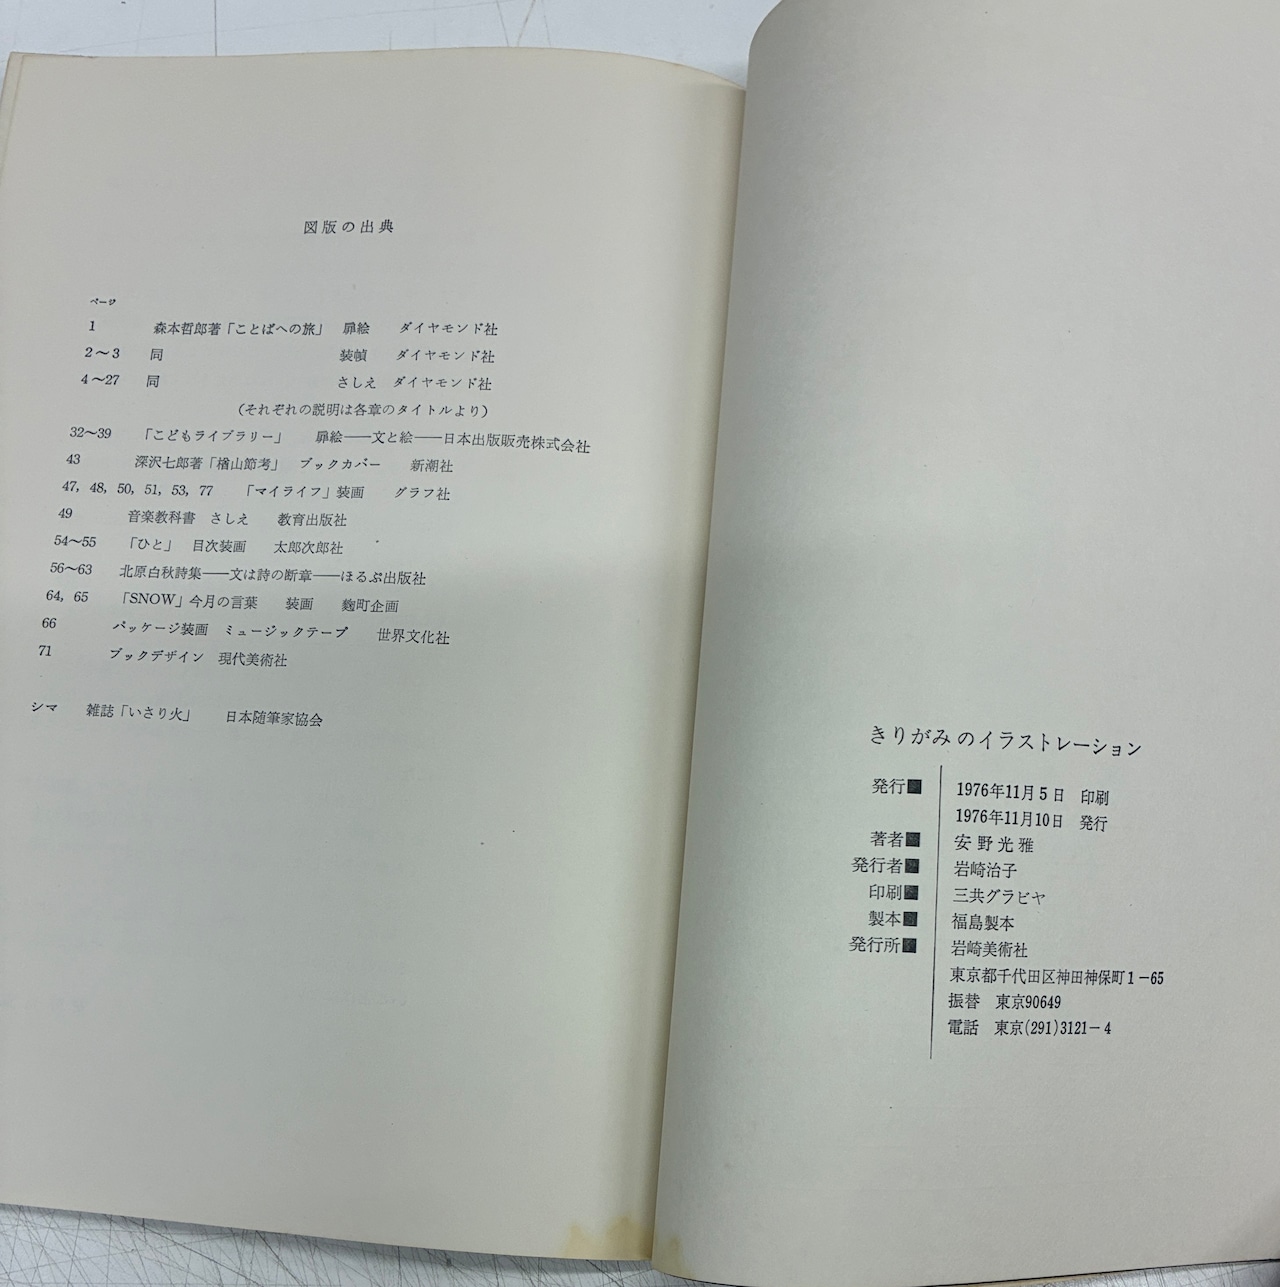 図版の出典
ページ
1 森本哲郎著「ことばへの旅」 扉絵 ダイヤモンド社
2〜3 同 装幀 ダイヤモンド社
4〜27 同 さしえ ダイヤモンド社
(それぞれの説明は各章のタイトルより)
32〜39 「こどもライブラリー」 扉絵――文と絵――日本出版販売株式会社
43 深沢七郎著「楢山節考」 ブックカバー 新潮社
47, 48, 50, 51, 53, 77 「マイライフ」装画 グラフ社
49 音楽教科書 さしえ 教育出版社
54〜55 「ひと」 目次装画 太郎次郎社
56〜63 北原白秋詩集――文は詩の断章――ほるぷ出版社
64, 65 「SNOW」今月の言葉 装画 麹町企画
66 パッケージ装画 ミュージックテープ 世界文化社
71 ブックデザイン 現代美術社
シマ 雑誌「いさり火」 日本随筆家協会
きりがみのイラストレーション
発行■ 1976年11月5日 印刷
1976年11月10日 発行
著者■ 安野光雅
発行者■ 岩崎治子
印刷■ 三共グラビヤ
製本■ 福島製本
発行所■ 岩崎美術社
東京都千代田区神田神保町1−65
振替 東京90649
電話 東京(291)3121−4